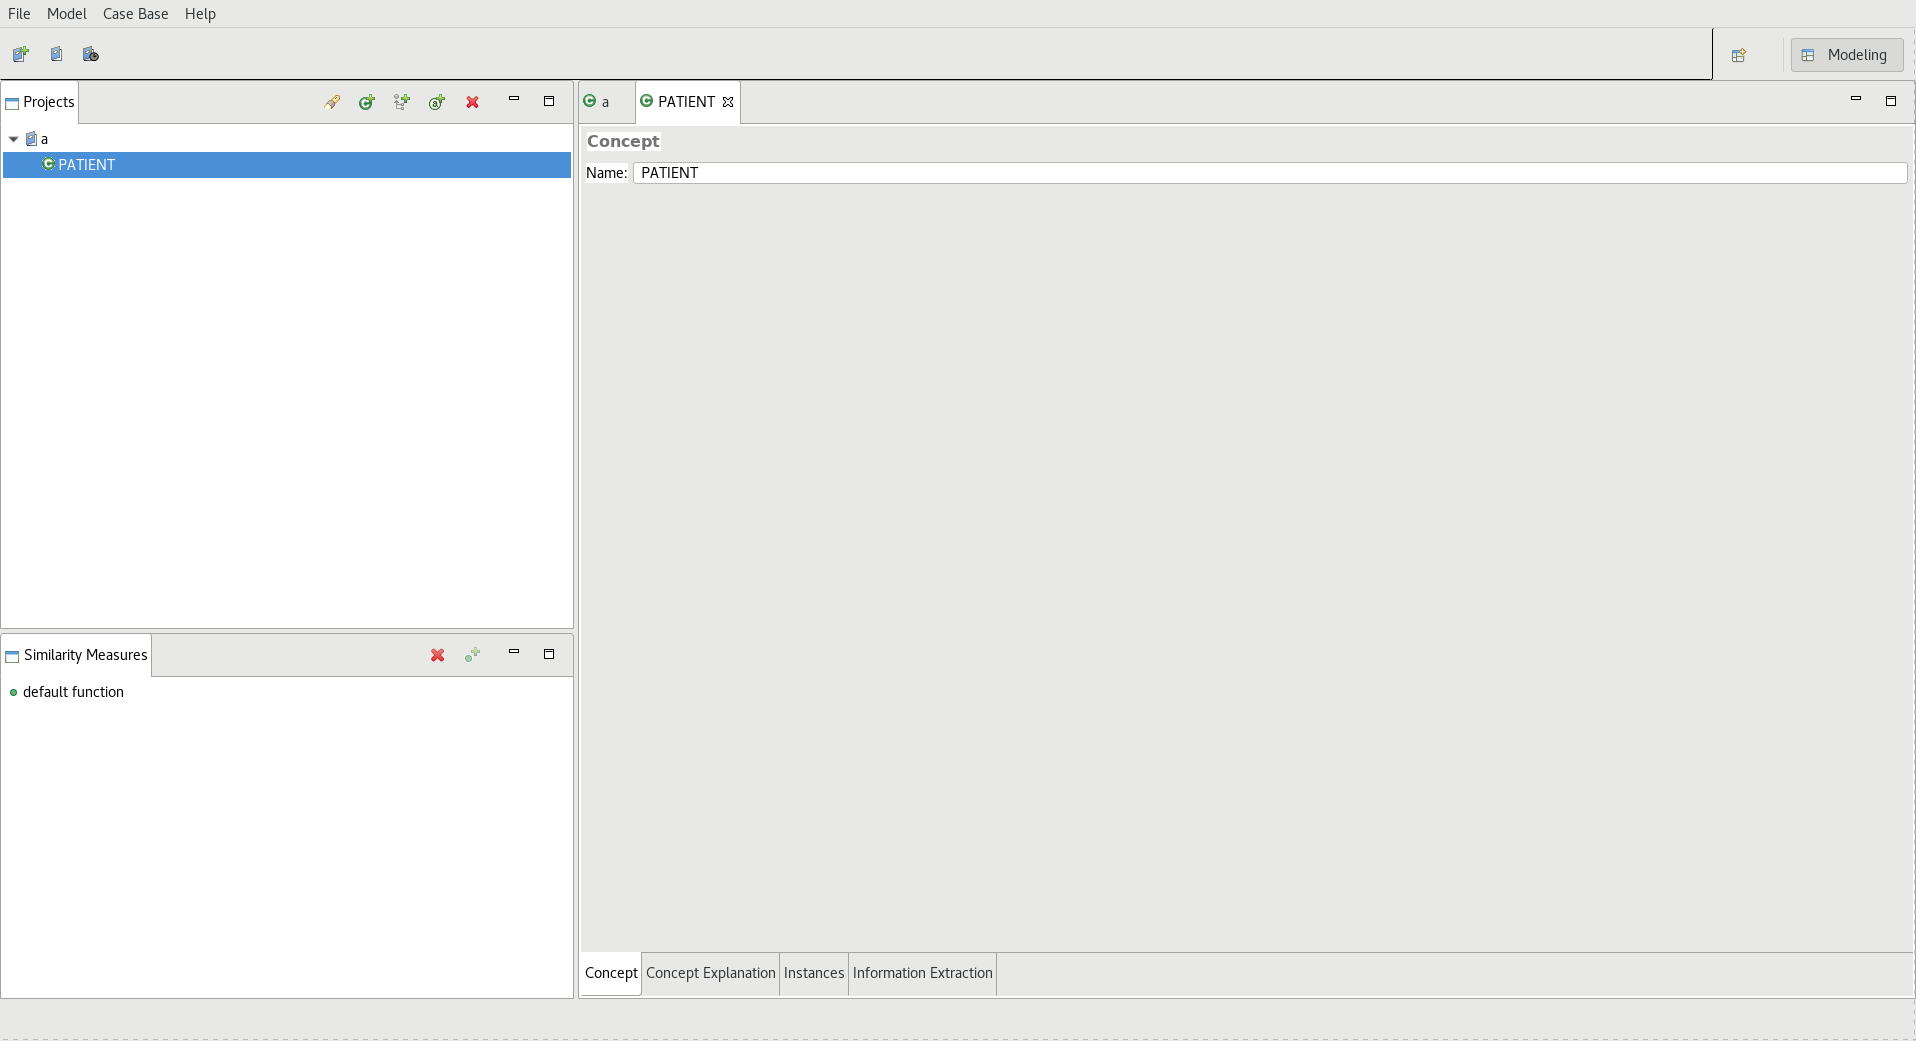 File Model Case Base Help
Modeling
Projects
a
PATIENT
Similarity Measures
default function
a PATIENT
Concept
Name: PATIENT
Concept Concept Explanation Instances Information Extraction